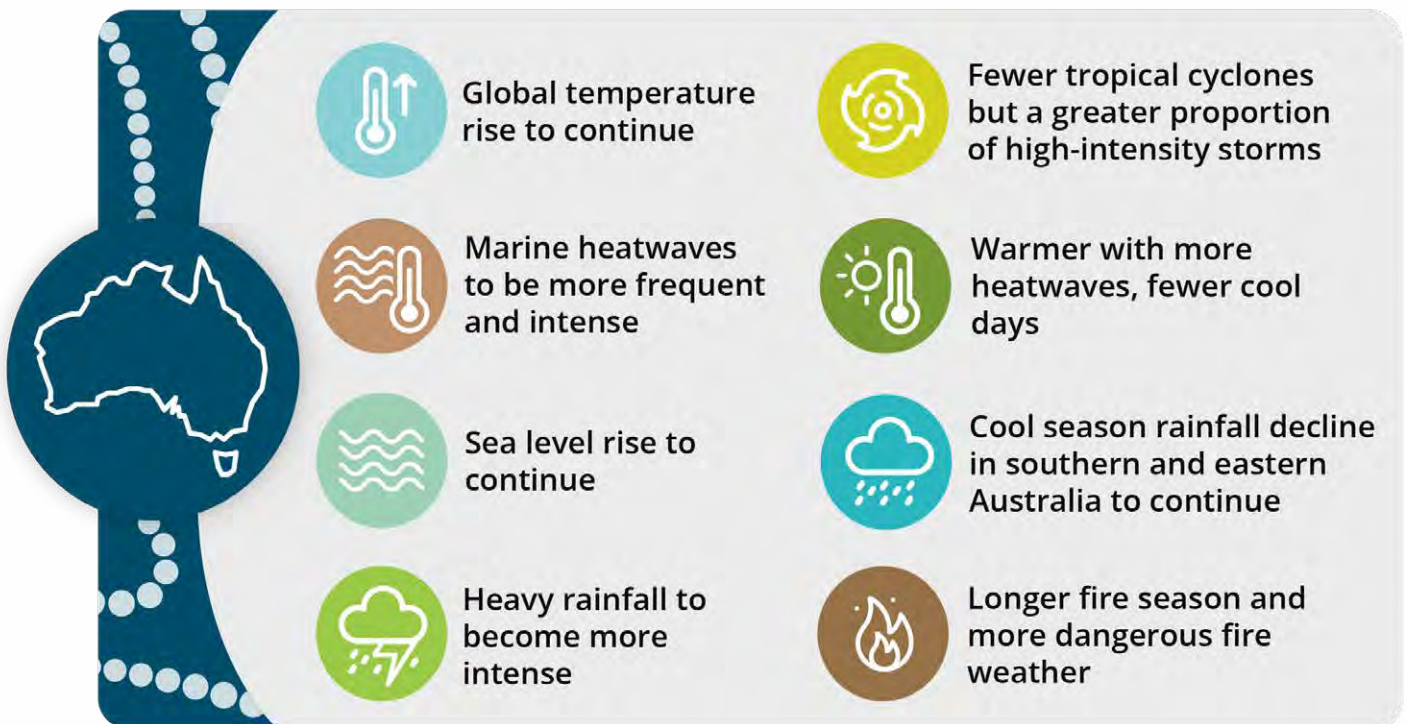 Global temperature
rise to continue
Marine heatwaves
to be more frequent
and intense
Sea level rise to
continue
Heavy rainfall to
become more
intense
Fewer tropical cyclones
but a greater proportion
of high-intensity storms
Warmer with more
heatwaves, fewer cool
days
Cool season rainfall decline
in southern and eastern
Australia to continue
Longer fire season and
more dangerous fire
weather